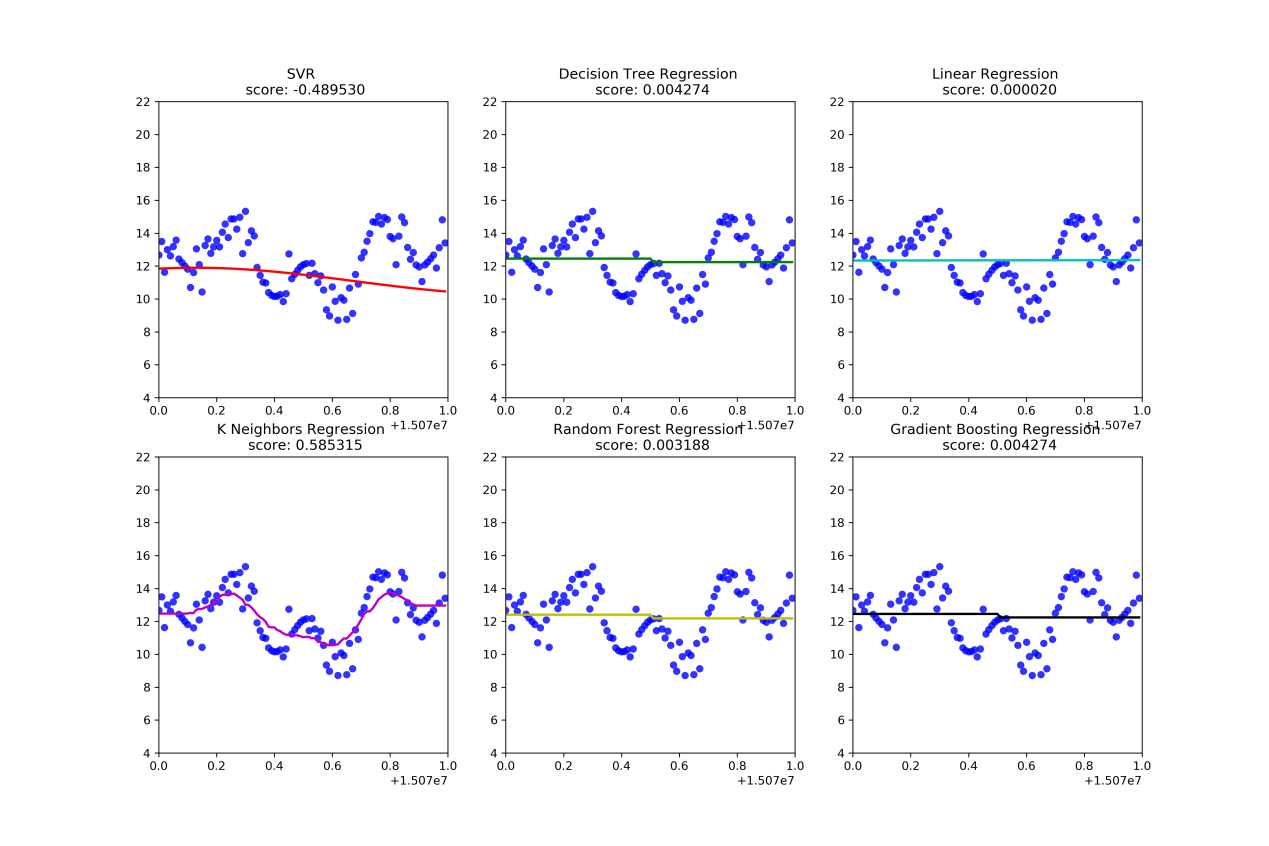 SVR
score: -0.489530
Decision Tree Regression
score: 0.004274
Linear Regression
score: 0.000020
22
20
18
16
14
12
10
8
6
4
0.0 0.2 0.4 0.6 0.8 1.0
+1.507e7
22
20
18
16
14
12
10
8
6
4
0.0 0.2 0.4 0.6 0.8 1.0
+1.507e7
22
20
18
16
14
12
10
8
6
4
0.0 0.2 0.4 0.6 0.8 1.0
+1.507e7
K Neighbors Regression
score: 0.585315
Random Forest Regression
score: 0.003188
Gradient Boosting Regression
score: 0.004274
22
20
18
16
14
12
10
8
6
4
0.0 0.2 0.4 0.6 0.8 1.0
+1.507e7
22
20
18
16
14
12
10
8
6
4
0.0 0.2 0.4 0.6 0.8 1.0
+1.507e7
22
20
18
16
14
12
10
8
6
4
0.0 0.2 0.4 0.6 0.8 1.0
+1.507e7